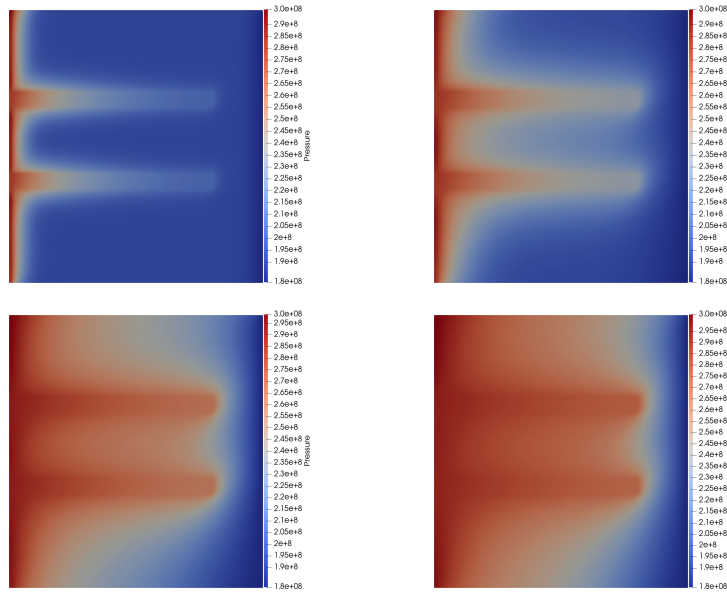 3.0e+08
2.9e+8
2.85e+8
2.8e+8
2.75e+8
2.7e+8
2.65e+8
2.6e+8
2.55e+8
2.5e+8
2.45e+8
2.4e+8
2.35e+8
2.3e+8
2.25e+8
2.2e+8
2.15e+8
2.1e+8
2.05e+8
2e+8
1.95e+8
1.9e+8
1.8e+08
Pressure
3.0e+08
2.9e+8
2.85e+8
2.8e+8
2.75e+8
2.7e+8
2.65e+8
2.6e+8
2.55e+8
2.5e+8
2.45e+8
2.4e+8
2.35e+8
2.3e+8
2.25e+8
2.2e+8
2.15e+8
2.1e+8
2.05e+8
2e+8
1.95e+8
1.9e+8
1.8e+08
3.0e+08
2.95e+8
2.9e+8
2.85e+8
2.8e+8
2.75e+8
2.7e+8
2.65e+8
2.6e+8
2.55e+8
2.5e+8
2.45e+8
2.4e+8
2.35e+8
2.3e+8
2.25e+8
2.2e+8
2.15e+8
2.1e+8
2.05e+8
2e+8
1.95e+8
1.9e+8
1.8e+08
Pressure
3.0e+08
2.95e+8
2.9e+8
2.85e+8
2.8e+8
2.75e+8
2.7e+8
2.65e+8
2.6e+8
2.55e+8
2.5e+8
2.45e+8
2.4e+8
2.35e+8
2.3e+8
2.25e+8
2.2e+8
2.15e+8
2.1e+8
2.05e+8
2e+8
1.95e+8
1.9e+8
1.8e+08